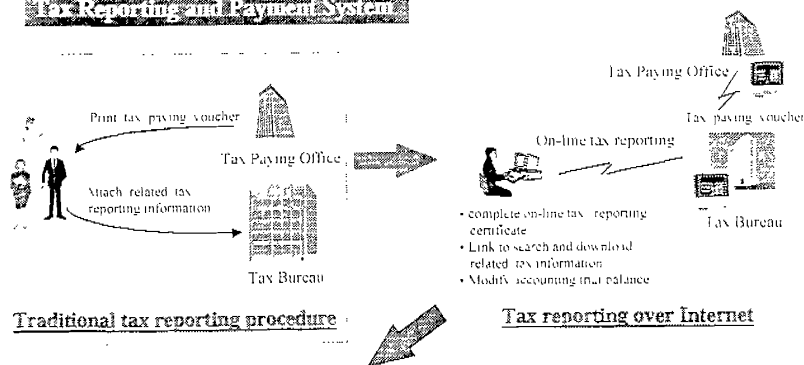 Tax Reporting and Payment System
Print tax paying voucher
Tax Paying Office
Attach related tax
reporting information
Tax Bureau
Traditional tax reporting procedure
Tax Paying Office
Tax paying voucher
On-line tax reporting
Tax Bureau
• complete on-line tax reporting
certificate
• Link to search and download
related tax information
• Modify accounting trial balance
Tax reporting over Internet